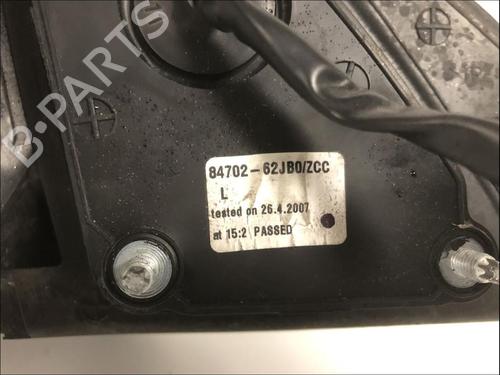 B-PARTS
84702-62JB0/ZCC
L
tested on 26.4.2007
at 15:2 PASSED